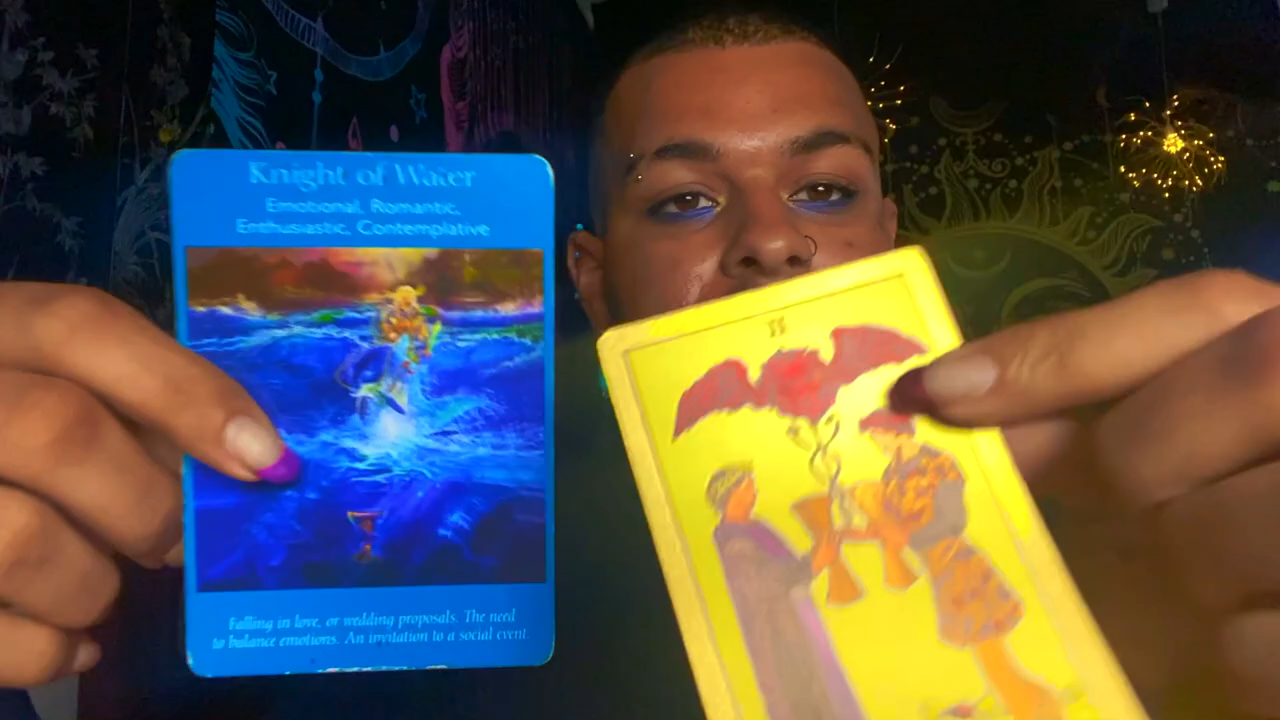 Knight of Water
Emotional, Romantic,
Enthusiastic, Contemplative
Falling in love, or wedding proposals. The need
to balance emotions. An invitation to a social event.
II